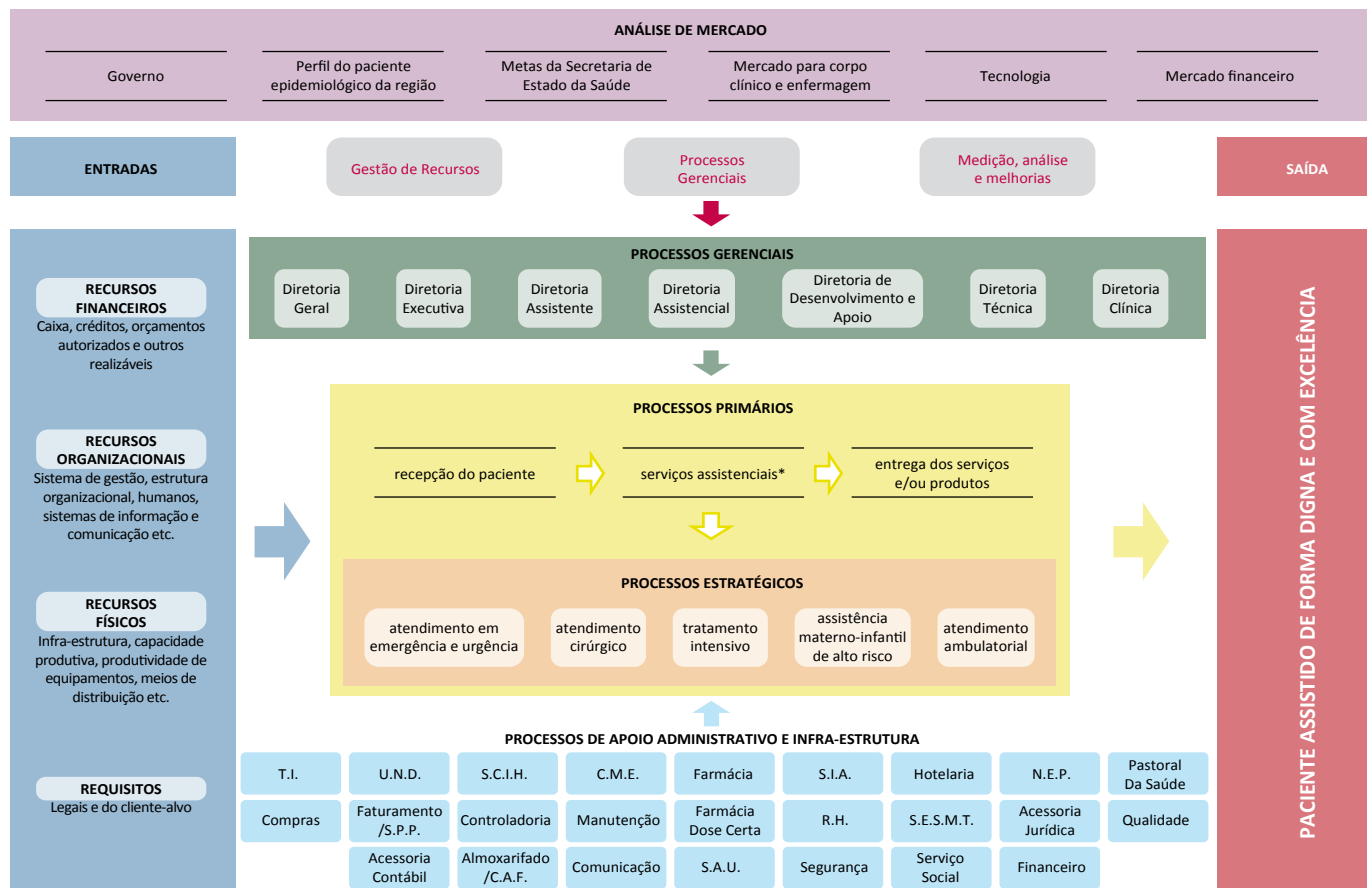 ANÁLISE DE MERCADO
Governo
Perfil do paciente
epidemiológico da região
Metas da Secretaria de
Estado da Saúde
Mercado para corpo
clínico e enfermagem
Tecnologia
Mercado financeiro
ENTRADAS
Gestão de Recursos
Processos
Gerenciais
Medição, análise
e melhorias
SAÍDA
RECURSOS
FINANCEIROS
Caixa, créditos, orçamentos
autorizados e outros
realizáveis
RECURSOS
ORGANIZACIONAIS
Sistema de gestão, estrutura
organizacional, humanos,
sistemas de informação e
comunicação etc.
RECURSOS
FÍSICOS
Infra-estrutura, capacidade
produtiva, produtividade de
equipamentos, meios de
distribuição etc.
REQUISITOS
Legais e do cliente-alvo
PROCESSOS GERENCIAIS
Diretoria
Geral
Diretoria
Executiva
Diretoria
Assistente
Diretoria
Assistencial
Diretoria de
Desenvolvimento e
Apoio
Diretoria
Técnica
Diretoria
Clínica
PROCESSOS PRIMÁRIOS
recepção do paciente
serviços assistenciais*
entrega dos serviços
e/ou produtos
PROCESSOS ESTRATÉGICOS
atendimento em
emergência e urgência
atendimento
cirúrgico
tratamento
intensivo
assistência
materno-infantil
de alto risco
atendimento
ambulatorial
PROCESSOS DE APOIO ADMINISTRATIVO E INFRA-ESTRUTURA
T.I.
U.N.D.
S.C.I.H.
C.M.E.
Farmácia
S.I.A.
Hotelaria
N.E.P.
Pastoral
Da Saúde
Compras
Faturamento
/S.P.P.
Controladoria
Manutenção
Farmácia
Dose Certa
R.H.
S.E.S.M.T.
Acessoria
Jurídica
Qualidade
Acessoria
Contábil
Almoxarifado
/C.A.F.
Comunicação
S.A.U.
Segurança
Serviço
Social
Financeiro
PACIENTE ASSISTIDO DE FORMA DIGNA E COM EXCELÊNCIA